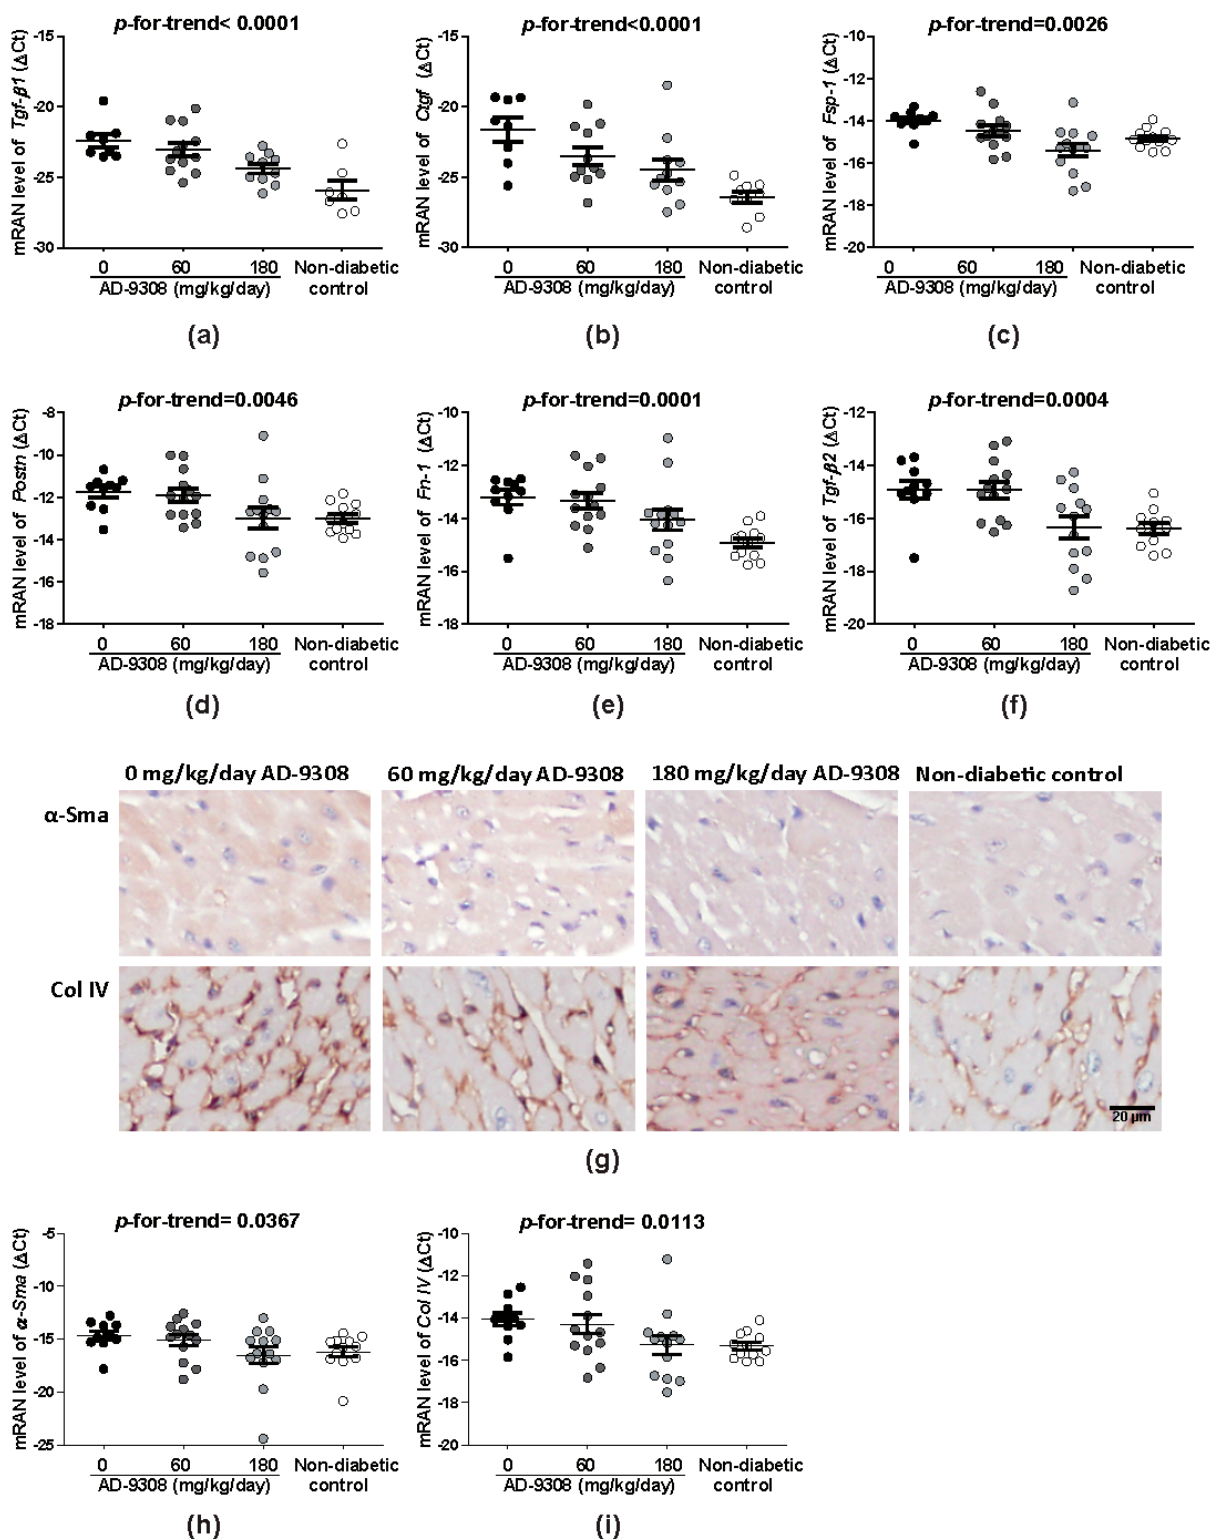 p-for-trend< 0.0001
mRAN level of Tgf-β1 (ΔCt)
-15
-20
-25
-30
0 60 180 Non-diabetic
AD-9308 (mg/kg/day) control
(a)
p-for-trend<0.0001
mRAN level of Ctgf (ΔCt)
-15
-20
-25
-30
0 60 180 Non-diabetic
AD-9308 (mg/kg/day) control
(b)
p-for-trend=0.0026
mRAN level of Fsp-1 (ΔCt)
-10
-12
-14
-16
-18
-20
0 60 180 Non-diabetic
AD-9308 (mg/kg/day) control
(c)
p-for-trend=0.0046
mRAN level of Postn (ΔCt)
-8
-10
-12
-14
-16
-18
0 60 180 Non-diabetic
AD-9308 (mg/kg/day) control
(d)
p-for-trend=0.0001
mRAN level of Fn-1 (ΔCt)
-10
-12
-14
-16
-18
0 60 180 Non-diabetic
AD-9308 (mg/kg/day) control
(e)
p-for-trend=0.0004
mRAN level of Tgf-β2 (ΔCt)
-12
-14
-16
-18
-20
0 60 180 Non-diabetic
AD-9308 (mg/kg/day) control
(f)
0 mg/kg/day AD-9308 60 mg/kg/day AD-9308 180 mg/kg/day AD-9308 Non-diabetic control
α-Sma
Col IV
20 µm
(g)
p-for-trend= 0.0367
mRAN level of α-Sma (ΔCt)
-5
-10
-15
-20
-25
0 60 180 Non-diabetic
AD-9308 (mg/kg/day) control
(h)
p-for-trend= 0.0113
mRAN level of Col IV (ΔCt)
-10
-12
-14
-16
-18
-20
0 60 180 Non-diabetic
AD-9308 (mg/kg/day) control
(i)